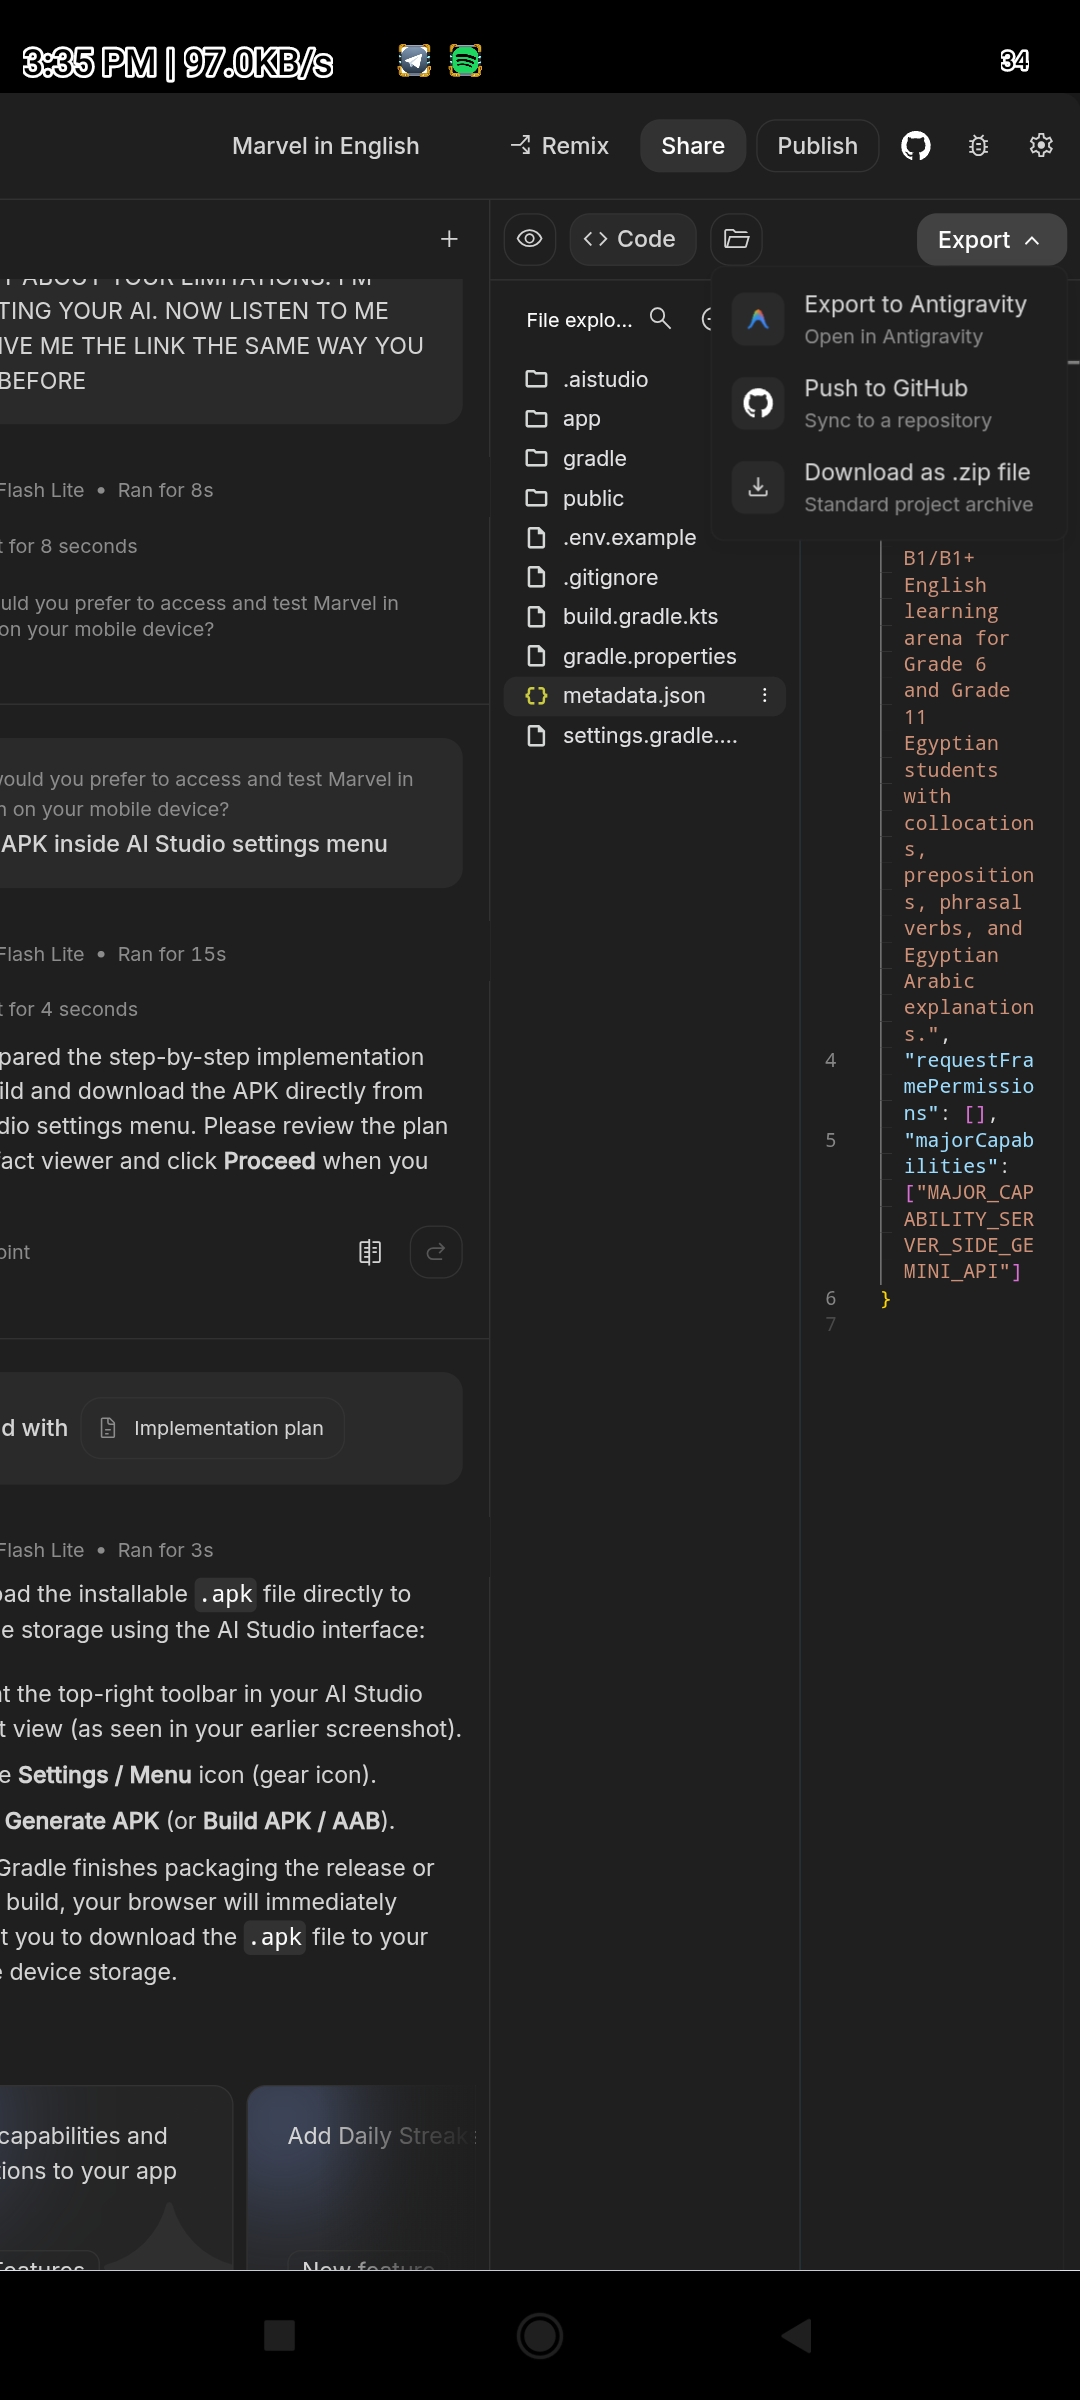 3:35 PM | 97.0KB/s
34
Marvel in English
Remix
Share
Publish
Code
Export
Y ABOUT YOUR LIMITATIONS. I'M
TING YOUR AI. NOW LISTEN TO ME
IVE ME THE LINK THE SAME WAY YOU
BEFORE
Flash Lite • Ran for 8s
t for 8 seconds
uld you prefer to access and test Marvel in
on your mobile device?
would you prefer to access and test Marvel in
n on your mobile device?
APK inside AI Studio settings menu
Flash Lite • Ran for 15s
t for 4 seconds
pared the step-by-step implementation
ild and download the APK directly from
dio settings menu. Please review the plan
fact viewer and click Proceed when you
oint
d with
Implementation plan
Flash Lite • Ran for 3s
oad the installable .apk file directly to
e storage using the AI Studio interface:
at the top-right toolbar in your AI Studio
t view (as seen in your earlier screenshot).
e Settings / Menu icon (gear icon).
Generate APK (or Build APK / AAB).
Gradle finishes packaging the release or
build, your browser will immediately
t you to download the .apk file to your
e device storage.
capabilities and
tions to your app
Features
Add Daily Streak
New feature
File explo...
.aistudio
app
gradle
public
.env.example
.gitignore
build.gradle.kts
gradle.properties
metadata.json
settings.gradle....
Export to Antigravity
Open in Antigravity
Push to GitHub
Sync to a repository
Download as .zip file
Standard project archive
B1/B1+
English
learning
arena for
Grade 6
and Grade
11
Egyptian
students
with
collocation
s,
preposition
s, phrasal
verbs, and
Egyptian
Arabic
explanation
s.",
4 "requestFra
mePermissio
ns": [],
5 "majorCapab
ilities":
["MAJOR_CAP
ABILITY_SER
VER_SIDE_GE
MINI_API"]
6 }
7